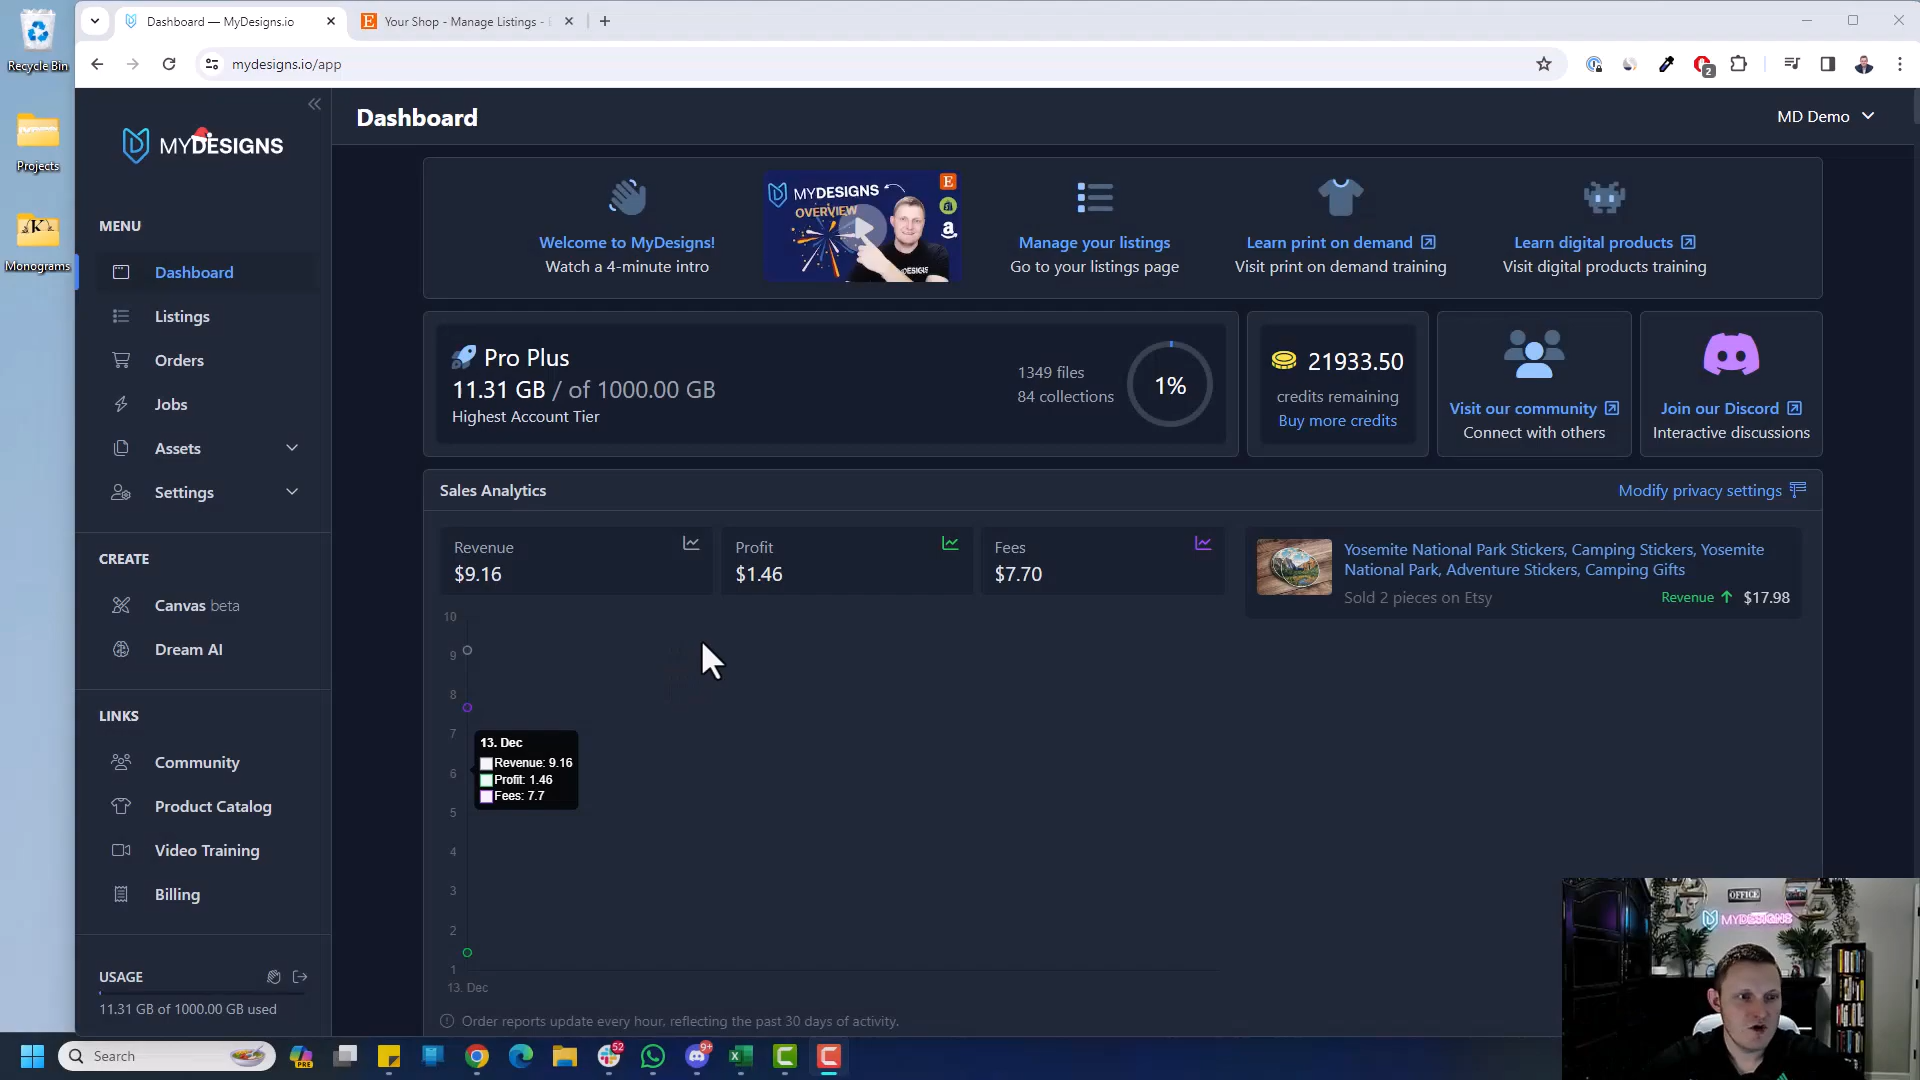 Recycle Bin
Projects
K
Monograms
Dashboard — MyDesigns.io
Your Shop - Manage Listings -
mydesigns.io/app
2
MYDESIGNS
MENU
Dashboard
Listings
Orders
Jobs
Assets
Settings
CREATE
Canvas beta
Dream AI
LINKS
Community
Product Catalog
Video Training
Billing
USAGE
11.31 GB of 1000.00 GB used
Dashboard
MD Demo
Welcome to MyDesigns!
Watch a 4-minute intro
MYDESIGNS
OVERVIEW
E
a
Manage your listings
Go to your listings page
Learn print on demand
Visit print on demand training
Learn digital products
Visit digital products training
Pro Plus
11.31 GB / of 1000.00 GB
Highest Account Tier
1349 files
84 collections
1%
21933.50
credits remaining
Buy more credits
Visit our community
Connect with others
Join our Discord
Interactive discussions
Sales Analytics
Modify privacy settings
Revenue
$9.16
Profit
$1.46
Fees
$7.70
Yosemite National Park Stickers, Camping Stickers, Yosemite
National Park, Adventure Stickers, Camping Gifts
Sold 2 pieces on Etsy
Revenue
$17.98
10
9
8
7
6
5
4
3
2
1
13. Dec
Revenue: 9.16
Profit: 1.46
Fees: 7.7
13. Dec
Order reports update every hour, reflecting the past 30 days of activity.
OFFICE
MYDESIGNS
Search
PRE
52
9+